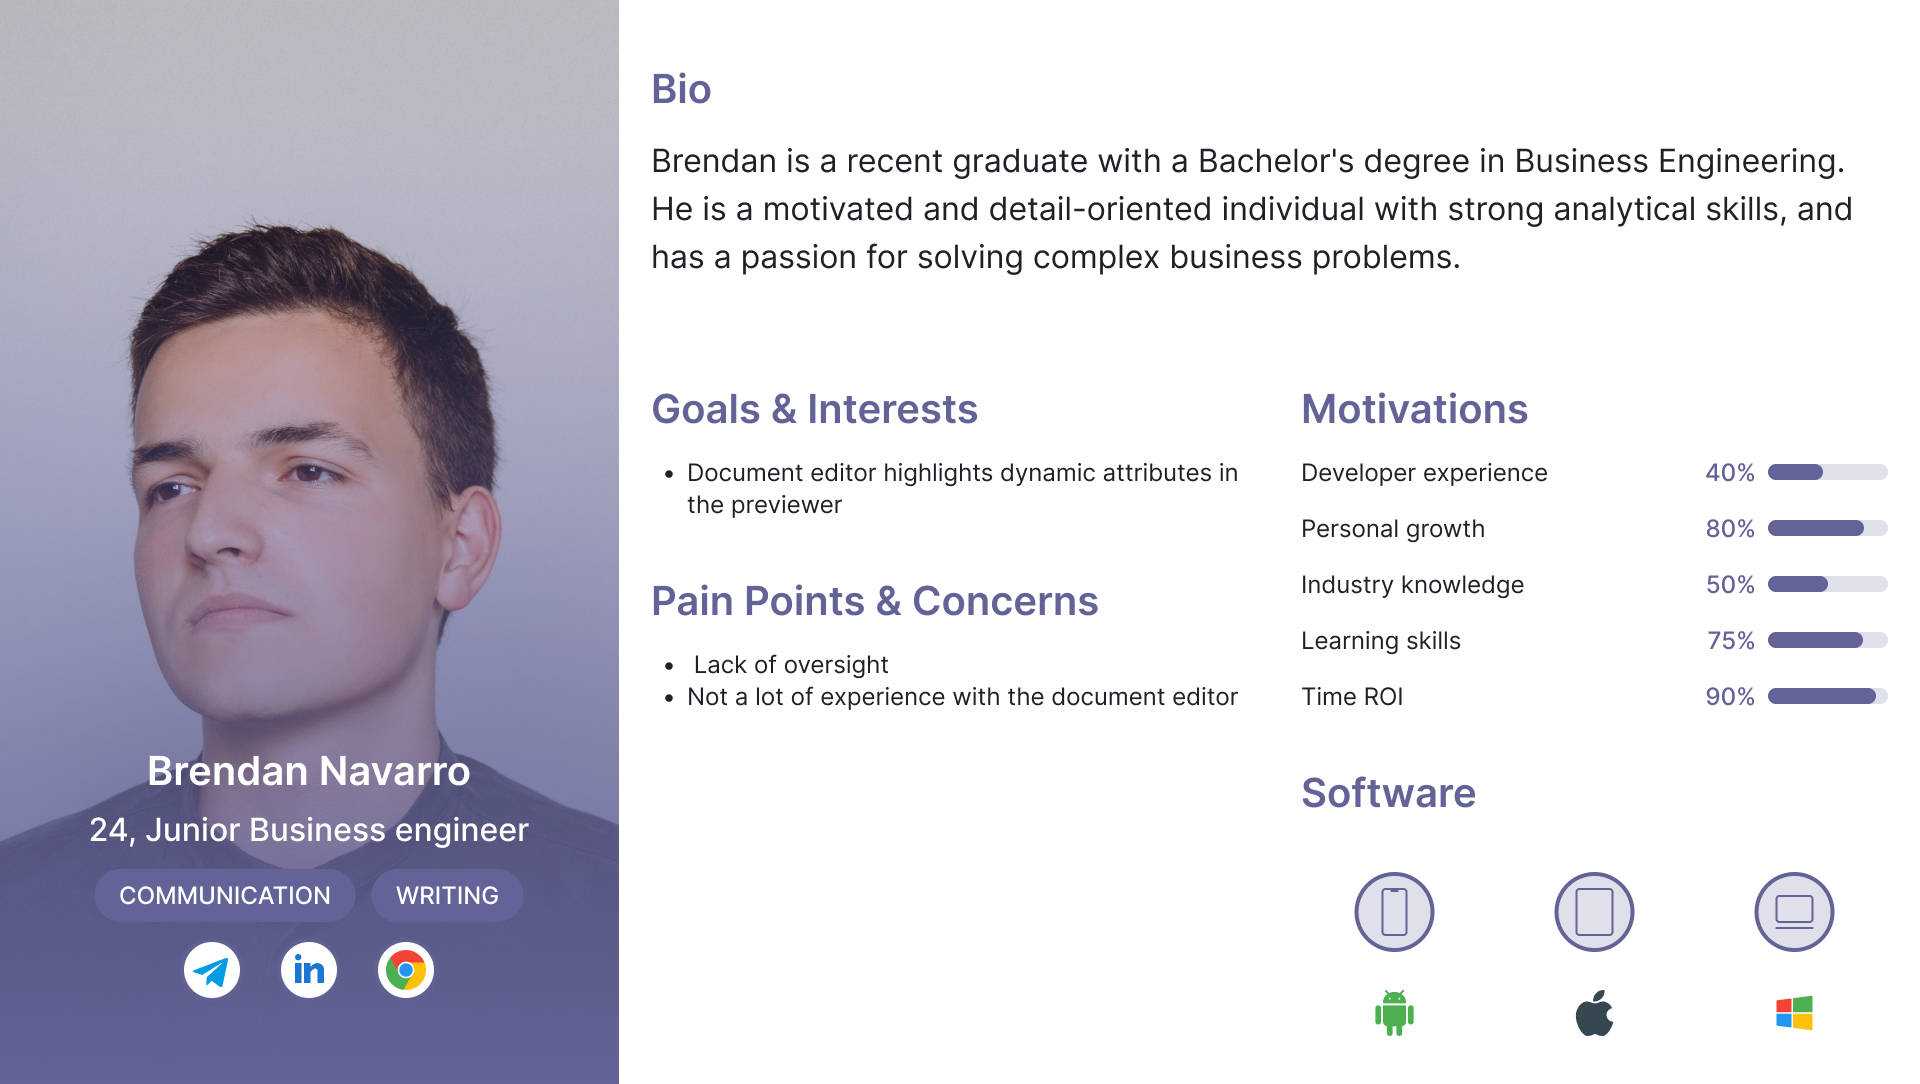 Brendan Navarro
24, Junior Business engineer
COMMUNICATION
WRITING
in
Bio
Brendan is a recent graduate with a Bachelor's degree in Business Engineering.
He is a motivated and detail-oriented individual with strong analytical skills, and
has a passion for solving complex business problems.
Goals & Interests
• Document editor highlights dynamic attributes in
the previewer
Pain Points & Concerns
• Lack of oversight
• Not a lot of experience with the document editor
Motivations
Developer experience 40%
Personal growth 80%
Industry knowledge 50%
Learning skills 75%
Time ROI 90%
Software